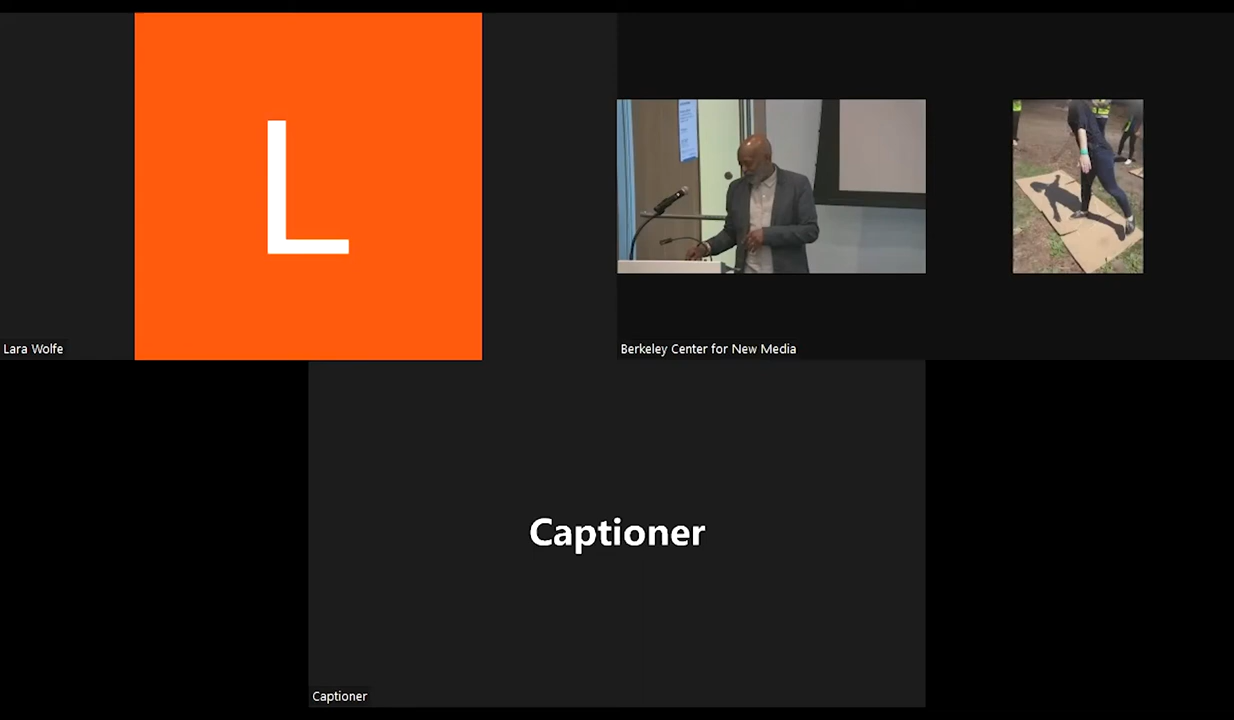 L
Lara Wolfe
Berkeley Center for New Media
Captioner
Captioner